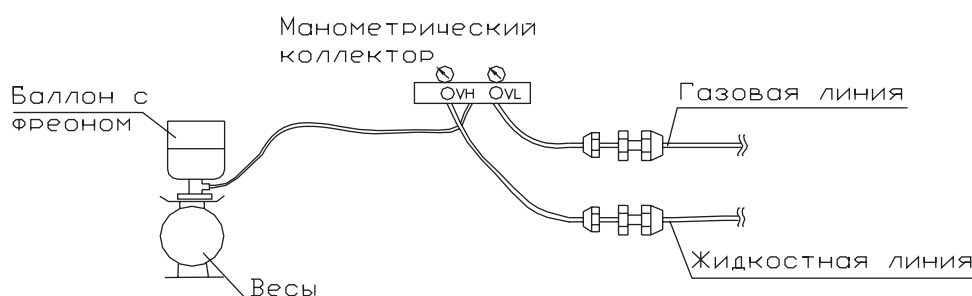 Манометрический
коллектор
VH
VL
Баллон с
фреоном
Газовая линия
Жидкостная линия
Весы